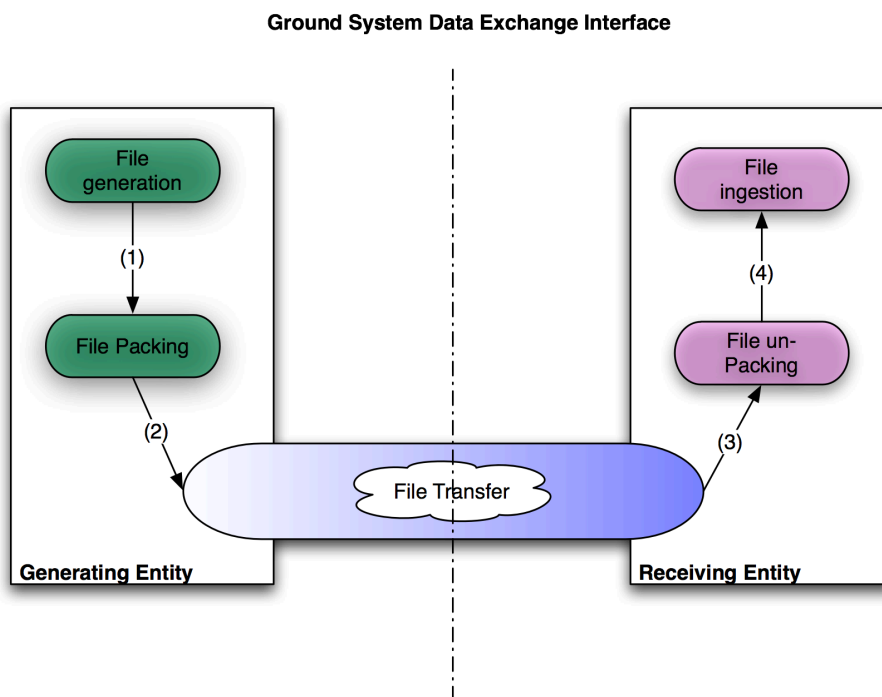 Ground System Data Exchange Interface
File
generation
(1)
File Packing
(2)
Generating Entity
File Transfer
File
ingestion
(4)
File un-
Packing
(3)
Receiving Entity